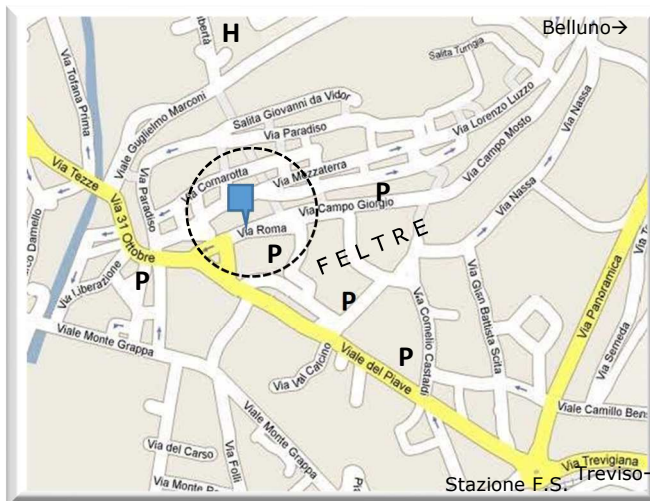 H
Belluno→
Via Tofana Prima
Salita Turrigia
Viale Guglielmo Marconi
Salita Giovanni da Vidor
Via Paradiso
Via Lorenzo Luzzo
Via Nassa
Via Tezze
Via Cornarotta
Via Mezzaterra
Via Campo Mosto
P
Via Paradiso
Via 31 Ottobre
Via Campo Giorgio
Via Nassa
Via Roma
FELTRE
P
Via Liberazione
P
P
Via Panoramica
Viale Monte Grappa
Via Gian Battista Scita
Via Cornelio Castaldi
Via Semeda
P
Viale del Piave
Via Val Calcino
Viale Camillo Bens
Viale Monte Grappa
Via del Carso
Via Folli
Via Trevigiana
Stazione F.S.
Treviso